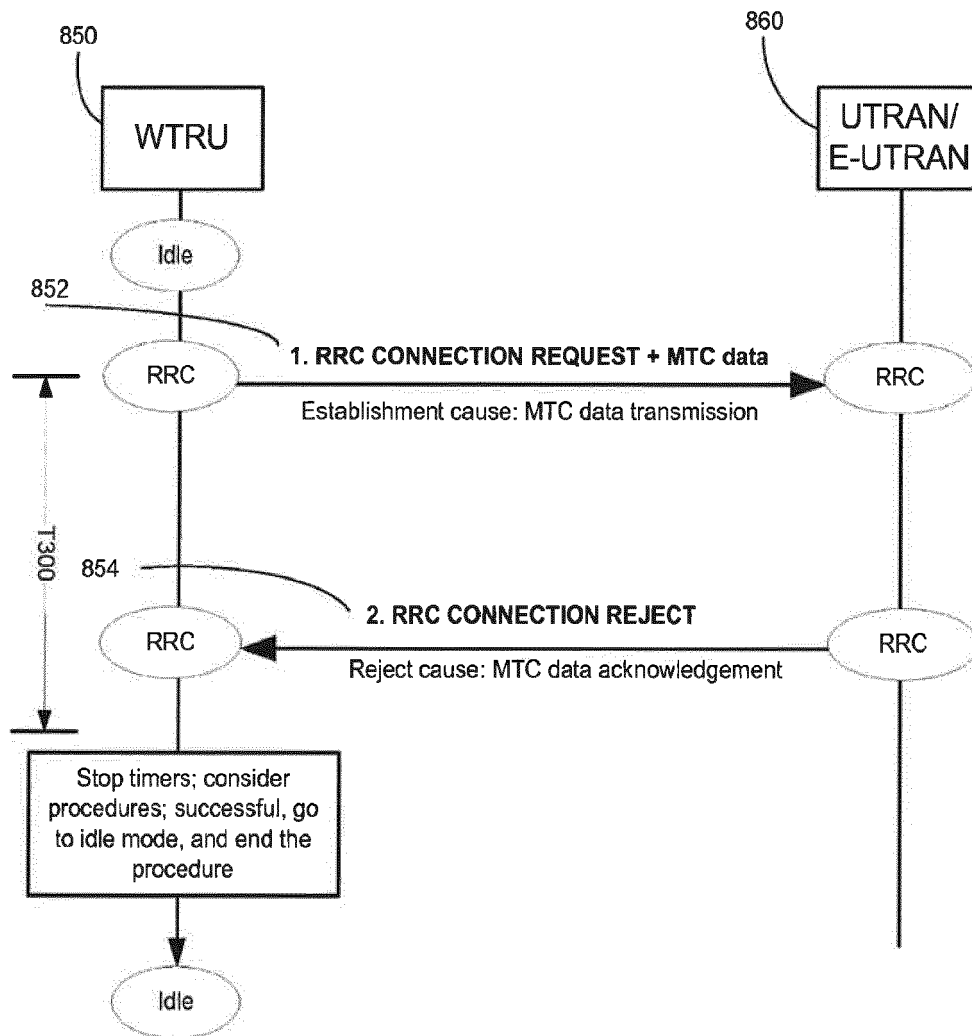 850
860
WTRU
UTRAN/
E-UTRAN
Idle
852
1. RRC CONNECTION REQUEST + MTC data
RRC
RRC
Establishment cause: MTC data transmission
T300
854
2. RRC CONNECTION REJECT
RRC
RRC
Reject cause: MTC data acknowledgement
Stop timers; consider
procedures; successful, go
to idle mode, and end the
procedure
Idle